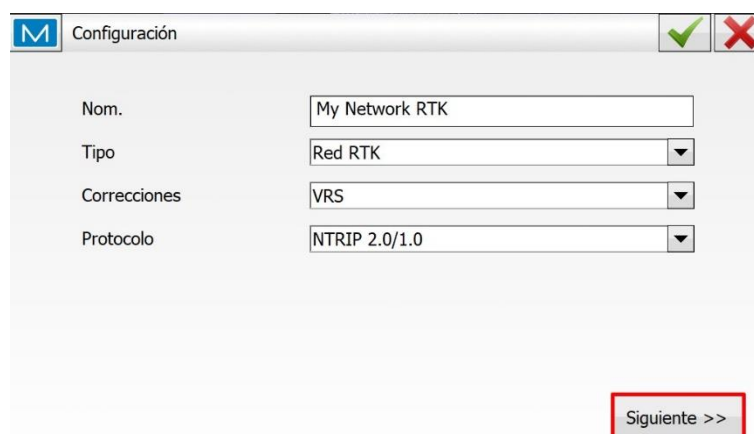 Configuración
Nom. My Network RTK
Tipo Red RTK
Correcciones VRS
Protocolo NTRIP 2.0/1.0
Siguiente >>